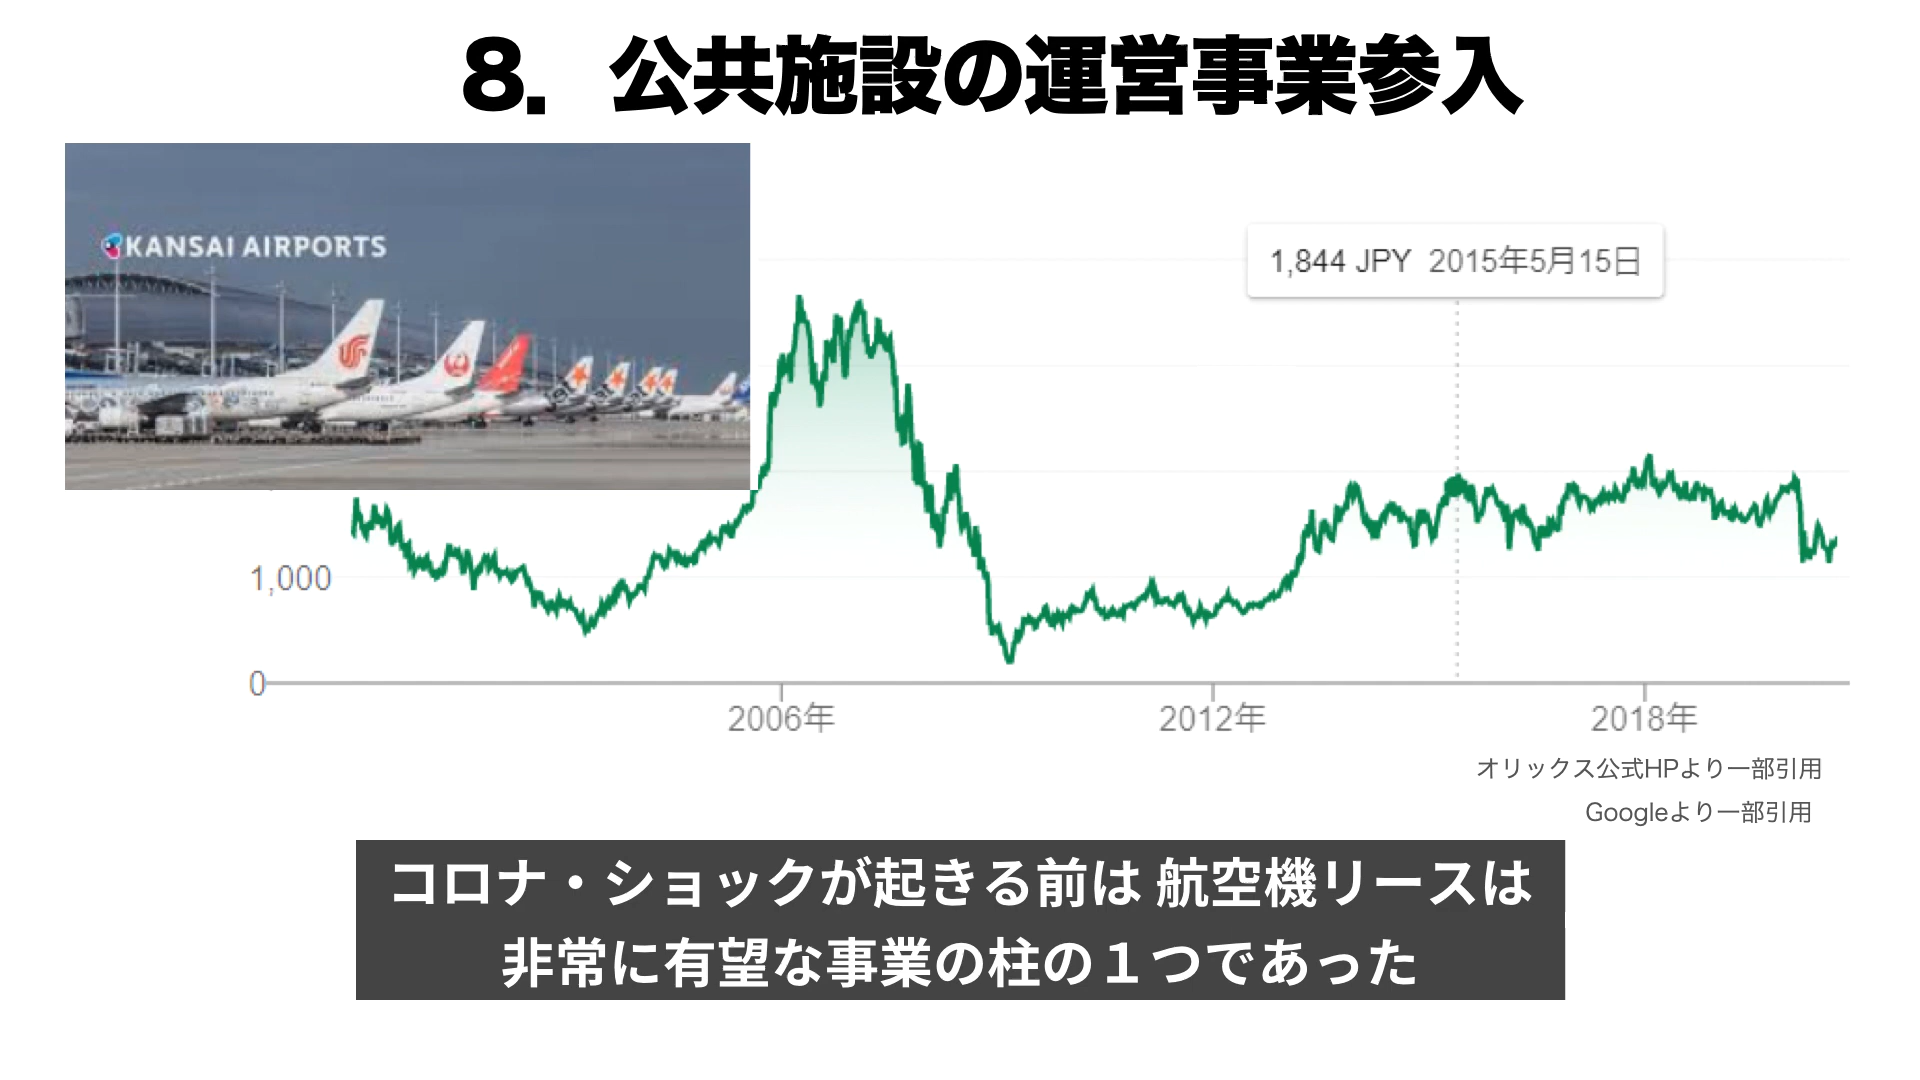 8. 公共施設の運営事業参入
KANSAI AIRPORTS
1,844 JPY 2015年5月15日
1,000
0
2006年
2012年
2018年
オリックス公式HPより一部引用
Googleより一部引用
コロナ・ショックが起きる前は 航空機リースは
非常に有望な事業の柱の１つであった